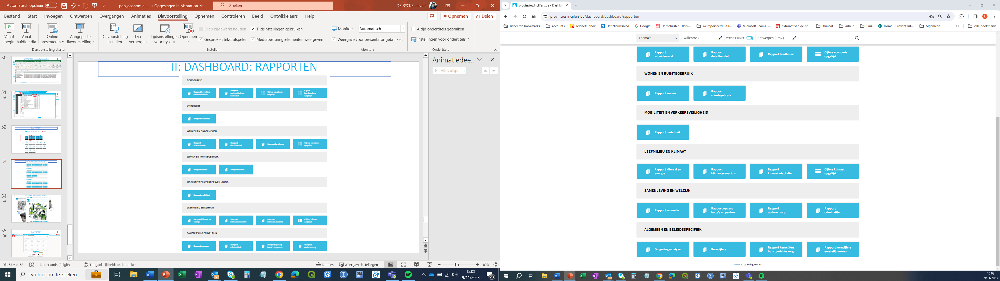 Automatisch opslaan
pep_economie.... • Opgeslagen in M:-station
Zoeken
DE RYCKE Lieven
Bestand Start Invoegen Ontwerpen Overgangen Animaties Diavoorstelling Opnemen Controleren Beeld Ontwikkelaars Help
Opnemen Delen
Vanaf begin
Vanaf huidige dia
Online presenteren
Aangepaste diavoorstelling
Diavoorstelling starten
Diavoorstelling instellen
Dia verbergen
Tijdsinstellingen voor try-out
Opnemen
Dia's bijgewerkt houden
Gesproken tekst afspelen
Tijdsinstellingen gebruiken
Mediabesturingselementen weergeven
Instellen
Monitor: Automatisch
Weergave voor presentator gebruiken
Monitors
Altijd ondertitels gebruiken
Instellingen voor ondertitels
Ondertitels
50
51
52
RAPPORTEN
53
54
55
RAPPORTEN
II: DASHBOARD: RAPPORTEN
DEMOGRAFIE
Rapport bevolking en huishoudens
Rapport nationaliteit en herkomst
Cijfers bevolking opgelijst
Cijfers huishoudens opgelijst
ONDERWIJS
Rapport onderwijs
WERKEN EN ONDERNEMEN
Rapport arbeidsmarkt
Rapport detailhandel
Rapport landbouw
Cijfers economie opgelijst
WONEN EN RUIMTEGEBRUIK
Rapport wonen
Rapport ruimte
MOBILITEIT EN VERKEERSVEILIGHEID
Rapport mobiliteit
LEEFMILIEU EN KLIMAAT
Rapport klimaat en energie
Rapport klimaatscenario's
Rapport klimaatadaptatie
Cijfers klimaat opgelijst
SAMENLEVING EN WELZIJN
Rapport armoede
Rapport criminaliteit
Rapport opvang baby's en peuters
Rapport ouderenzorg
Animatiedee..
Alles afspelen
Dia 53 van 58
Nederlands (België)
Toegankelijkheid: onderzoeken
Notities
Weergave-instellingen
82%
Typ hier om te zoeken
15:03
9/11/2023
23
provincies.incijfers.be - Dashb
provincies.incijfers.be/dashboard/dashboard/rapporten
L
Beheerde bookmarks
accounts
Telenet: Inbox
Het Nieuwsblad
Google
Herbeluister - Radi...
Geïmporteerd uit I...
Microsoft Teams -...
extranet van de pr...
Klimaat
arbeid
PinC
Home - Provant Int...
Algemeen
»
Alle bookmarks
Thema's
Willebroek
VERGELIJK MET
Antwerpen (Prov.)
Rapport arbeidsmarkt
Rapport detailhandel
Rapport landbouw
Cijfers economie opgelijst
WONEN EN RUIMTEGEBRUIK
Rapport wonen
Rapport ruimtegebruik
MOBILITEIT EN VERKEERSVEILIGHEID
Rapport mobiliteit
LEEFMILIEU EN KLIMAAT
Rapport klimaat en energie
Rapport klimaatscenario's
Rapport klimaatadaptatie
Cijfers klimaat opgelijst
SAMENLEVING EN WELZIJN
Rapport armoede
Rapport opvang baby's en peuters
Rapport ouderenzorg
Rapport criminaliteit
ALGEMEEN EN BELEIDSSPECIFIEK
Omgevingsanalyse
Kerncijfers
Rapport kerncijfers buurtgerichte zorg
Rapport kerncijfers eerstelijnszones
Powered by Swing Mosaic
15:03
9/11/2023